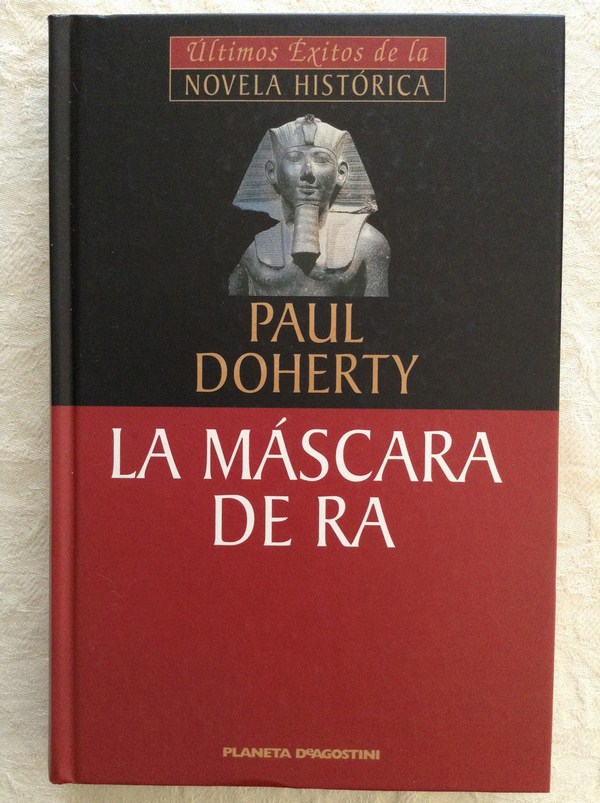 Últimos Éxitos de la
NOVELA HISTÓRICA
PAUL
DOHERTY
LA MÁSCARA
DE RA
PLANETA DeAGOSTINI